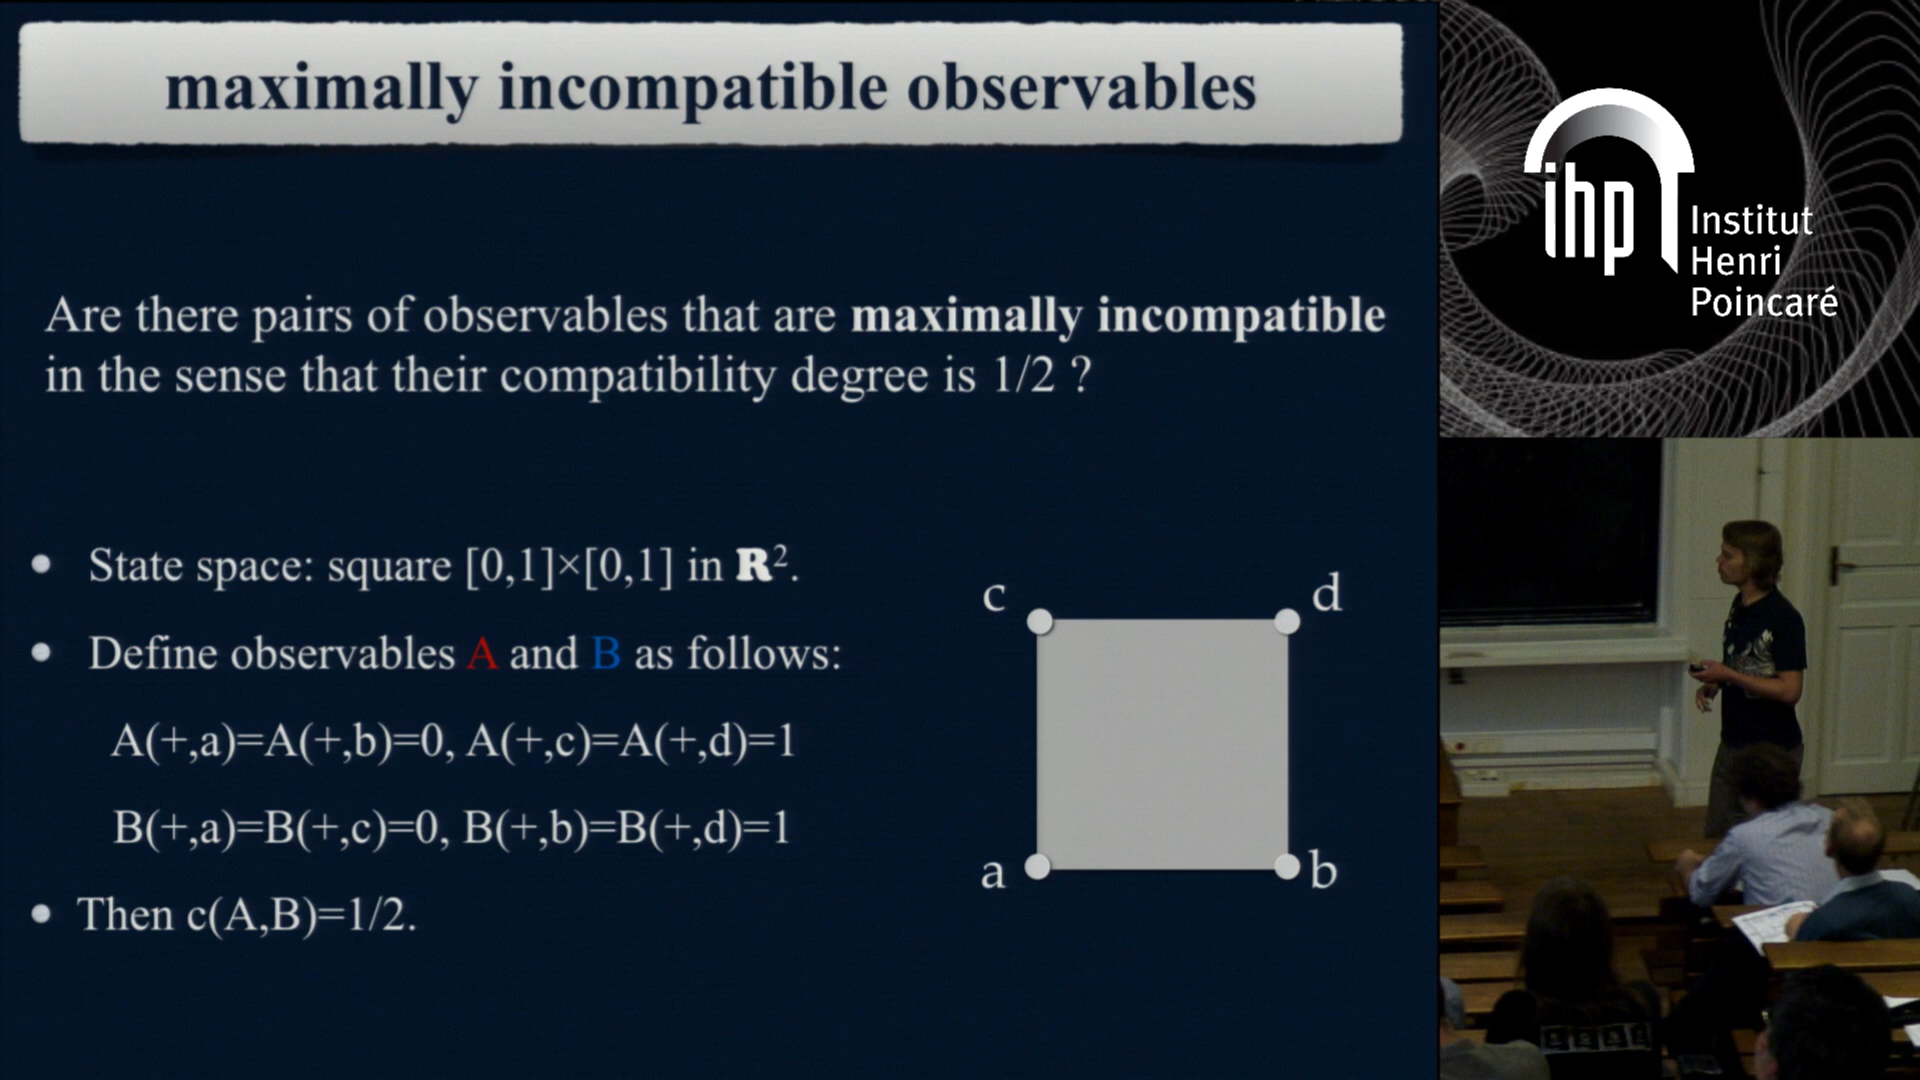 maximally incompatible observables
Are there pairs of observables that are maximally incompatible
in the sense that their compatibility degree is 1/2 ?
• State space: square [0,1]×[0,1] in R².
• Define observables A and B as follows:
A(+,a)=A(+,b)=0, A(+,c)=A(+,d)=1
B(+,a)=B(+,c)=0, B(+,b)=B(+,d)=1
• Then c(A,B)=1/2.
c
d
a
b
ihp
Institut
Henri
Poincaré